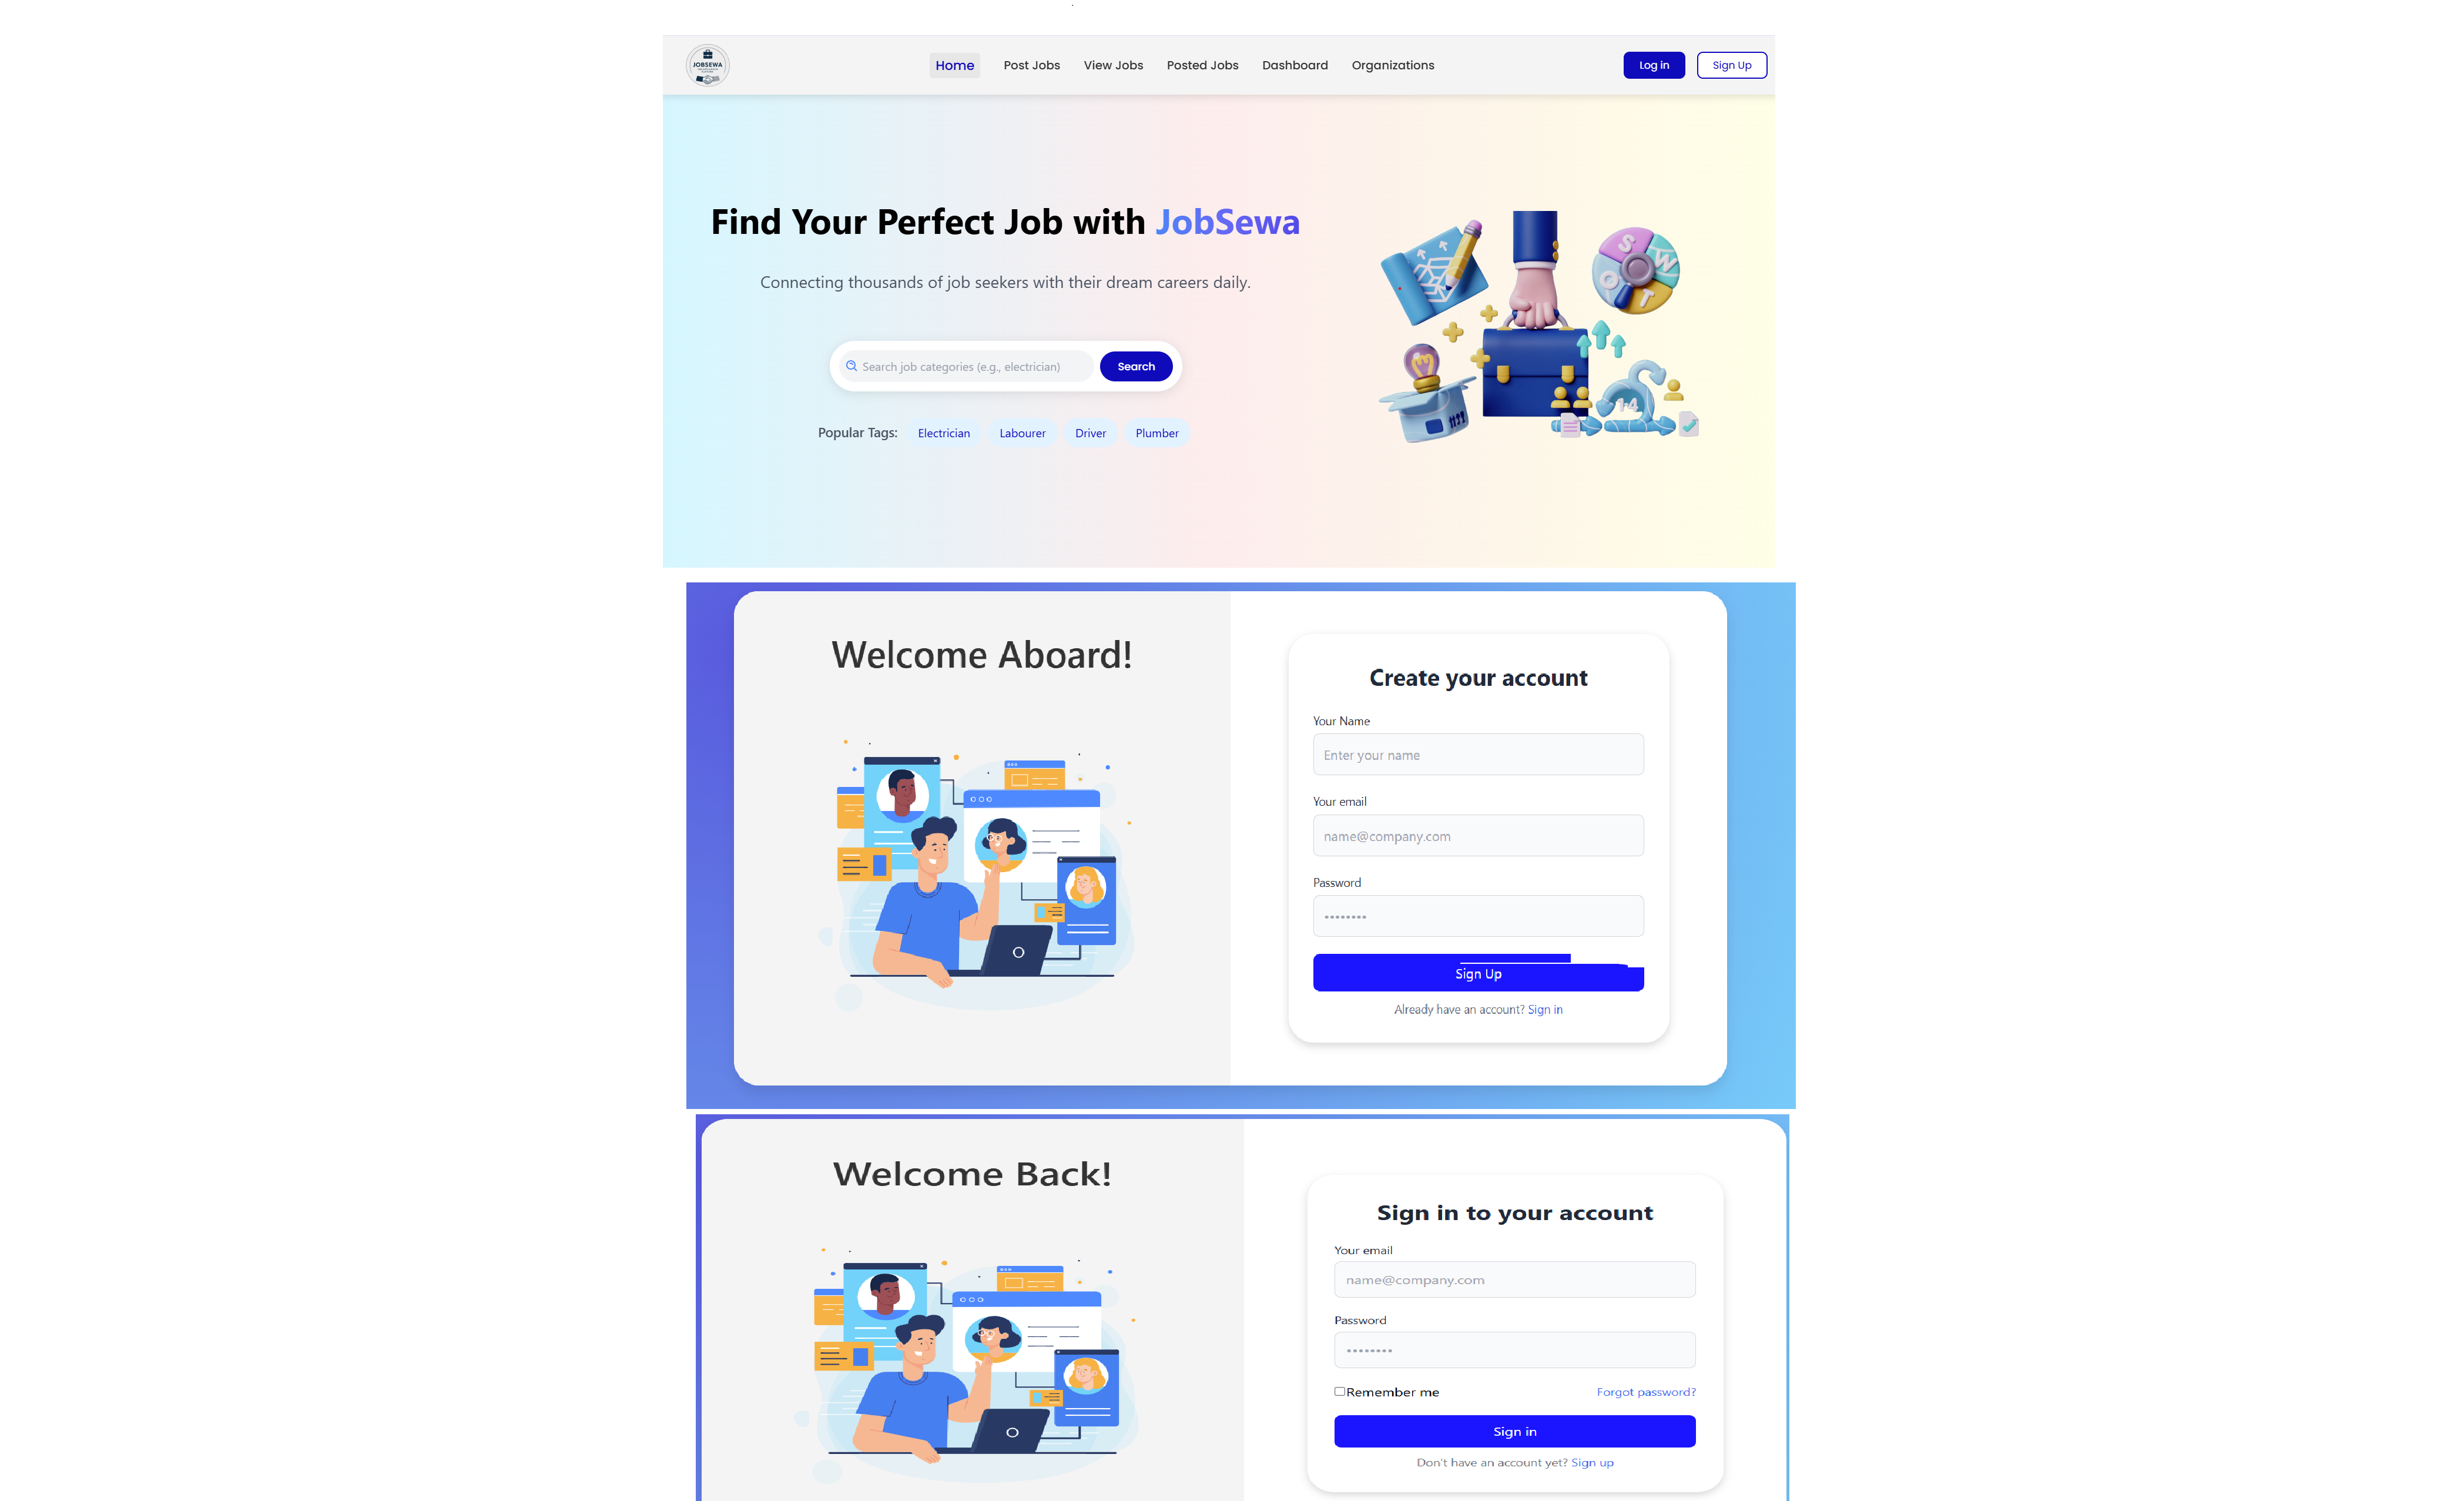 JOBSEWA
Home
Post Jobs
View Jobs
Posted Jobs
Dashboard
Organizations
Log in
Sign Up
Find Your Perfect Job with JobSewa
Connecting thousands of job seekers with their dream careers daily.
Search job categories (e.g., electrician)
Search
Popular Tags:
Electrician
Labourer
Driver
Plumber
S
W
O
T
1-4
Welcome Aboard!
Create your account
Your Name
Enter your name
Your email
name@company.com
Password
••••••••
Sign Up
Already have an account? Sign in
Welcome Back!
Sign in to your account
Your email
name@company.com
Password
••••••••
Remember me
Forgot password?
Sign in
Don't have an account yet? Sign up